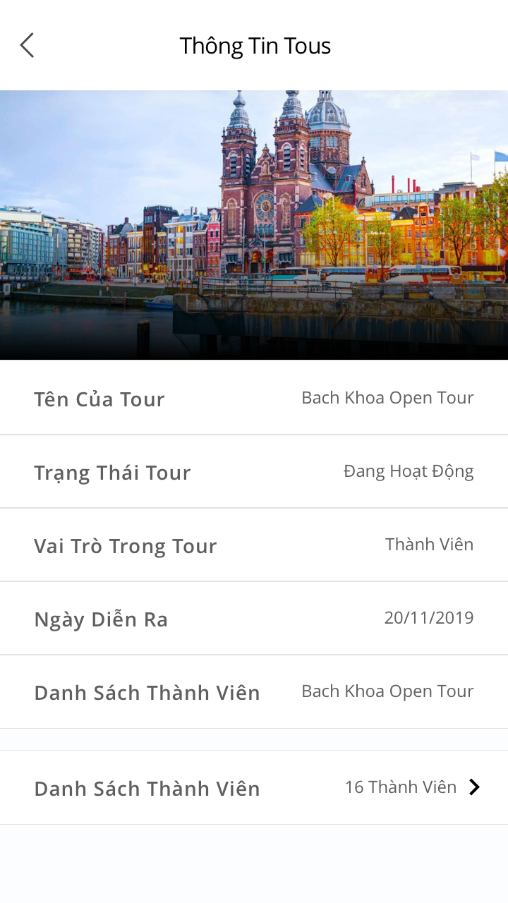 Thông Tin Tous
Tên Của Tour
Bach Khoa Open Tour
Trạng Thái Tour
Đang Hoạt Động
Vai Trò Trong Tour
Thành Viên
Ngày Diễn Ra
20/11/2019
Danh Sách Thành Viên
Bach Khoa Open Tour
Danh Sách Thành Viên
16 Thành Viên